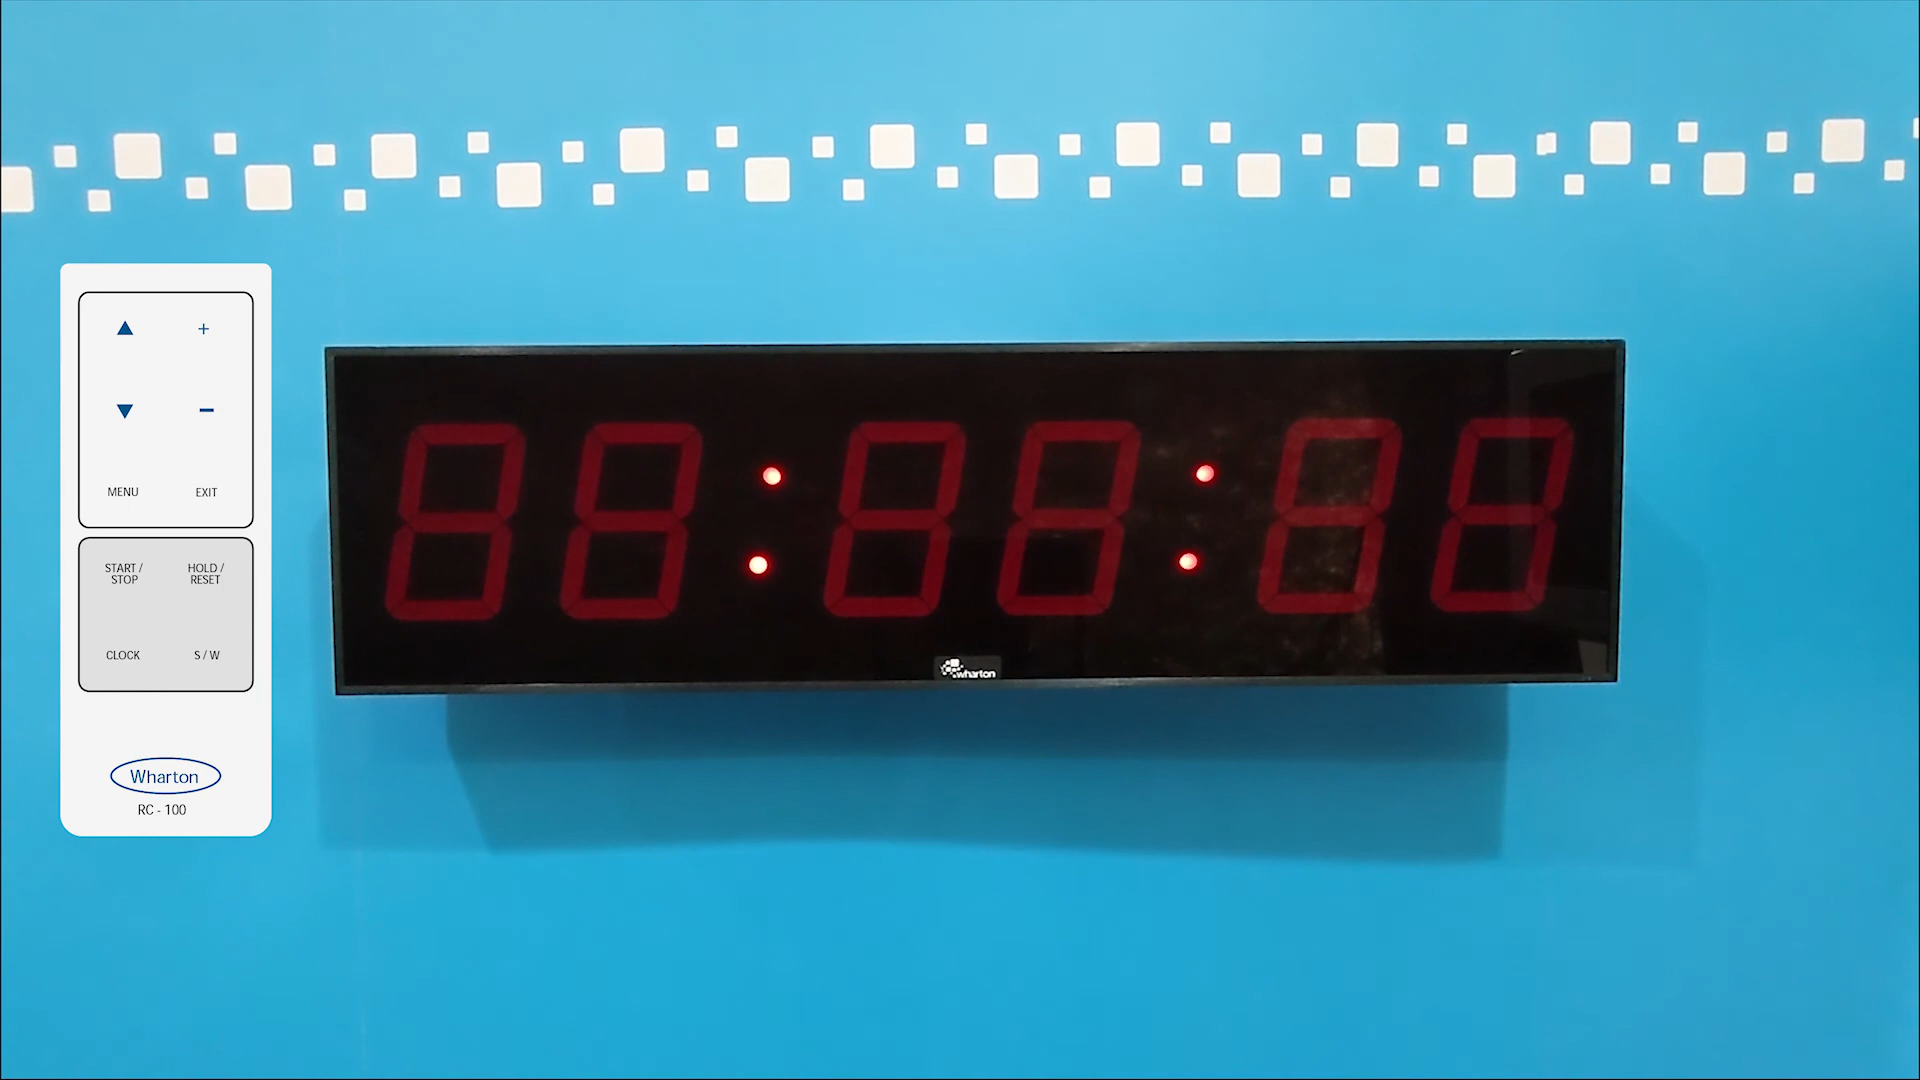 ▲ +
▼ −
MENU EXIT
START / STOP
HOLD / RESET
CLOCK S / W
Wharton
RC - 100
88:88:88
wharton